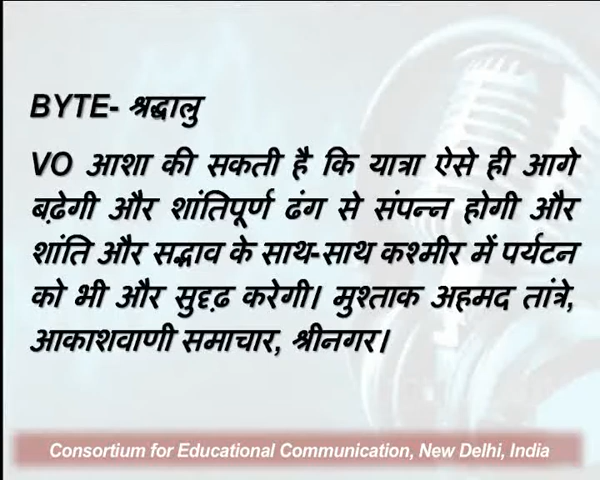 BYTE- श्रद्धालु
VO आशा की सकती है कि यात्रा ऐसे ही आगे
बढ़ेगी और शांतिपूर्ण ढंग से संपन्न होगी और
शांति और सद्भाव के साथ-साथ कश्मीर में पर्यटन
को भी और सुदृढ़ करेगी। मुश्ताक अहमद तांत्रे,
आकाशवाणी समाचार, श्रीनगर।
Consortium for Educational Communication, New Delhi, India